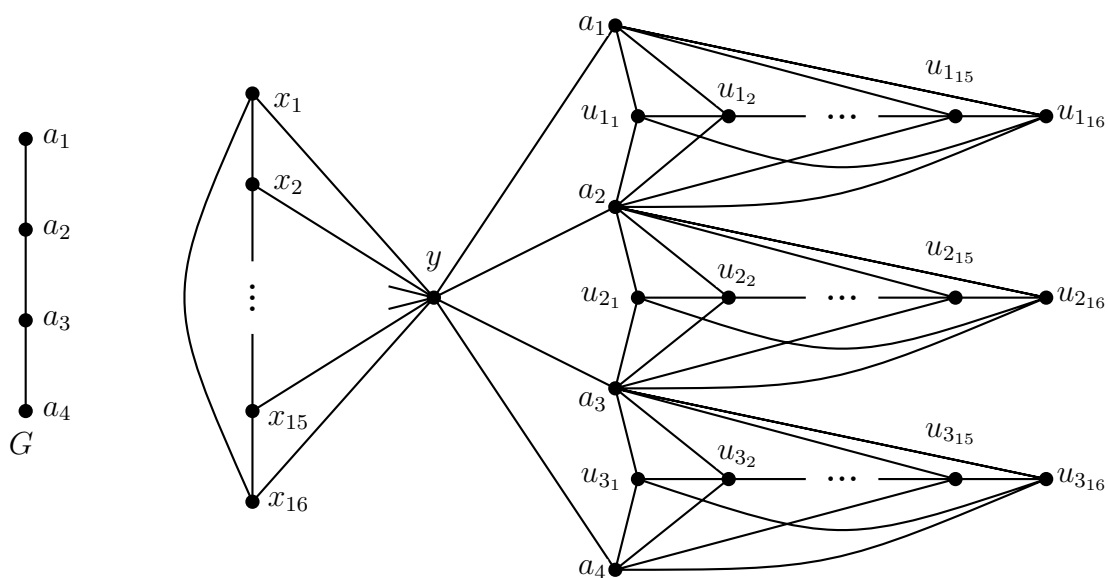 a₁
a₂
a₃
a₄
G
x₁
x₂
⋮
x₁₅
x₁₆
y
a₁
u₁₁₅
u₁₂
u₁₁
...
u₁₁₆
a₂
u₂₁₅
u₂₂
u₂₁
...
u₂₁₆
a₃
u₃₁₅
u₃₂
u₃₁
...
u₃₁₆
a₄